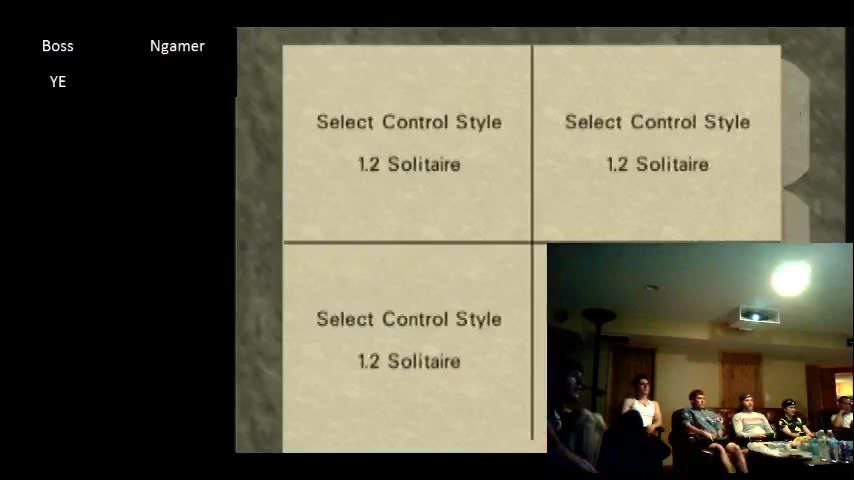 Boss
Ngamer
YE
Select Control Style
1.2 Solitaire
Select Control Style
1.2 Solitaire
Select Control Style
1.2 Solitaire